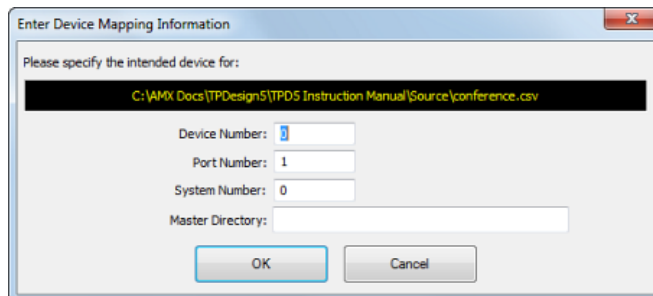 Enter Device Mapping Information
Please specify the intended device for:
C:\AMX Docs\TPDesign5\TPD5 Instruction Manual\Source\conference.csv
Device Number: 0
Port Number: 1
System Number: 0
Master Directory:
OK Cancel